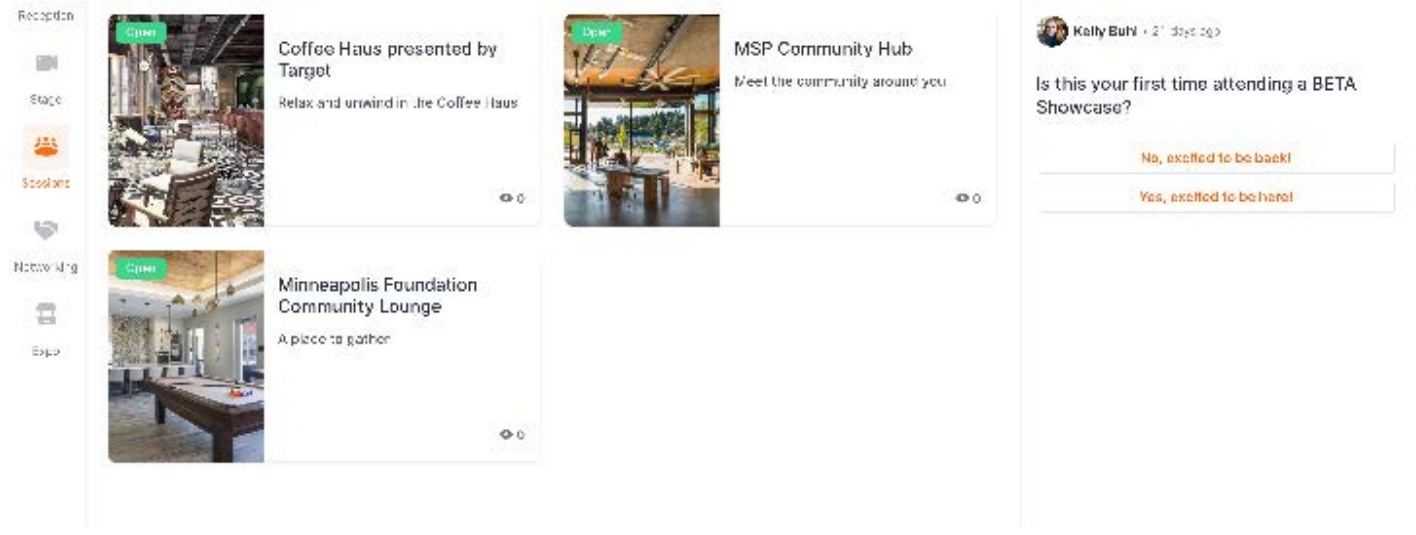 Reception
Stage
Sessions
Networking
Expo
Open
Coffee Haus presented by
Target
Relax and unwind in the Coffee Haus
0
Open
MSP Community Hub
Meet the community around you
0
Open
Minneapolis Foundation
Community Lounge
A place to gather
0
Kelly Buhl • 21 days ago
Is this your first time attending a BETA
Showcase?
No, excited to be back!
Yes, excited to be here!